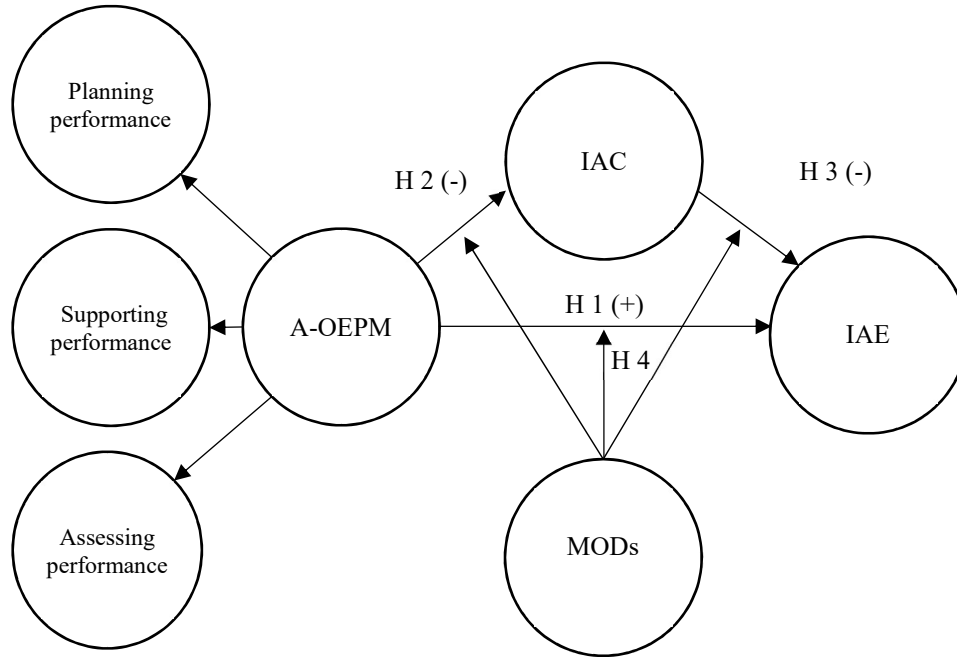 Planning
performance
IAC
H 2 (-)
H 3 (-)
Supporting
performance
A-OEPM
H 1 (+)
IAE
H 4
Assessing
performance
MODs